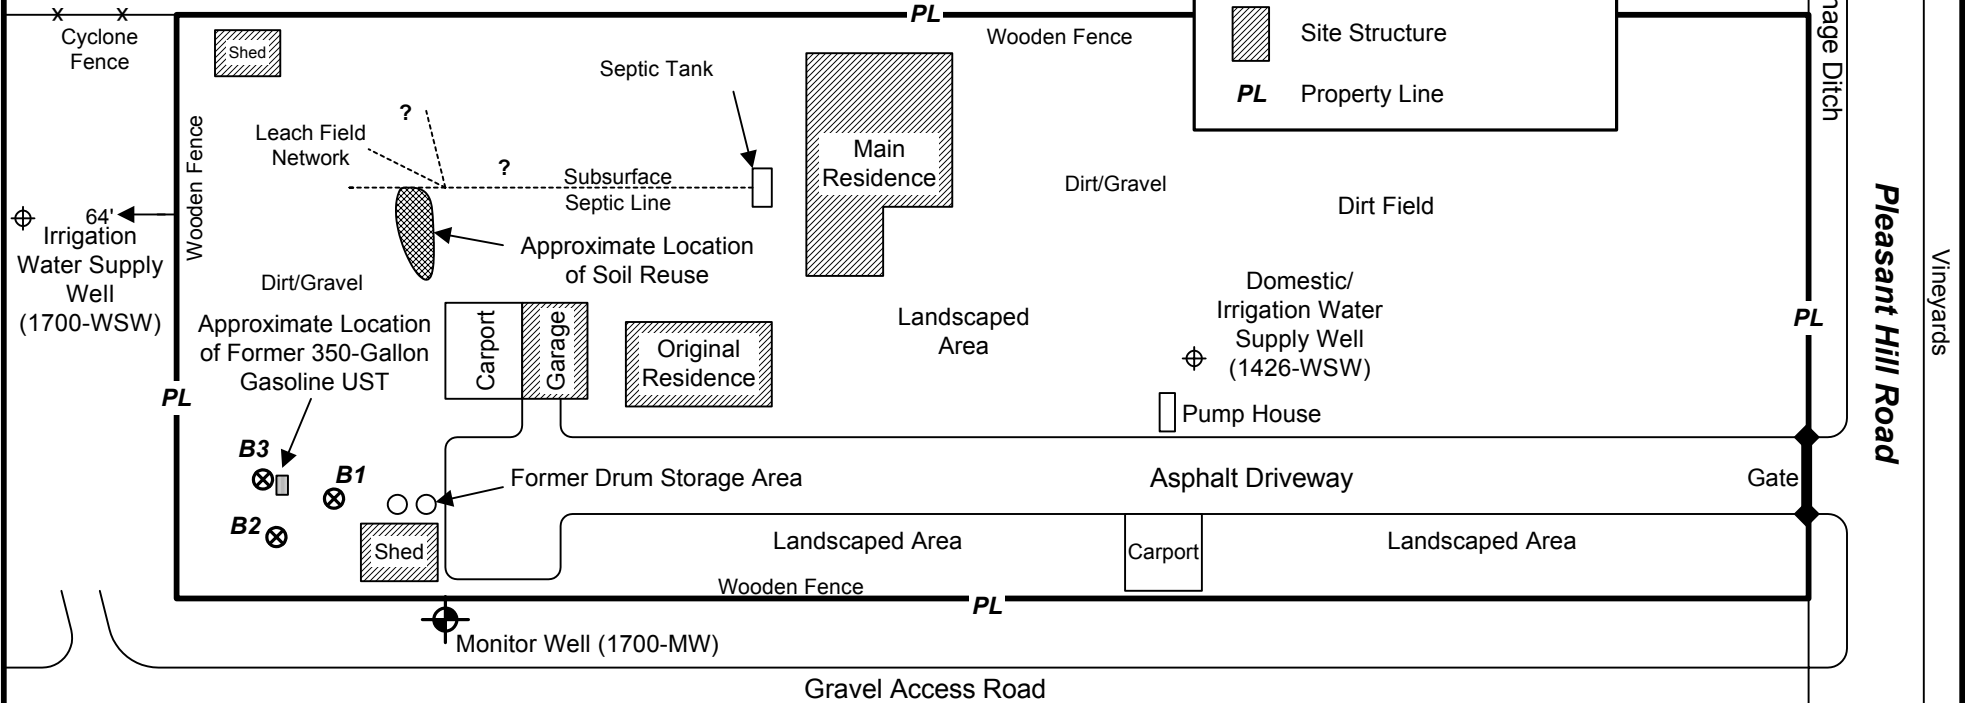 x x
PL
Cyclone
Fence
Shed
Wooden Fence
Site Structure
PL Property Line
Septic Tank
?
Leach Field
Network
?
Subsurface
Septic Line
Main
Residence
Dirt/Gravel
Dirt Field
Wooden Fence
64'
Irrigation
Water Supply
Well
(1700-WSW)
Approximate Location
of Soil Reuse
Dirt/Gravel
Approximate Location
of Former 350-Gallon
Gasoline UST
Carport
Garage
Original
Residence
Landscaped
Area
Domestic/
Irrigation Water
Supply Well
(1426-WSW)
Pump House
PL
PL
Pleasant Hill Road
Vineyards
Ditch
B3
B1
B2
Former Drum Storage Area
Asphalt Driveway
Gate
Shed
Landscaped Area
Carport
Landscaped Area
Wooden Fence
PL
Monitor Well (1700-MW)
Gravel Access Road